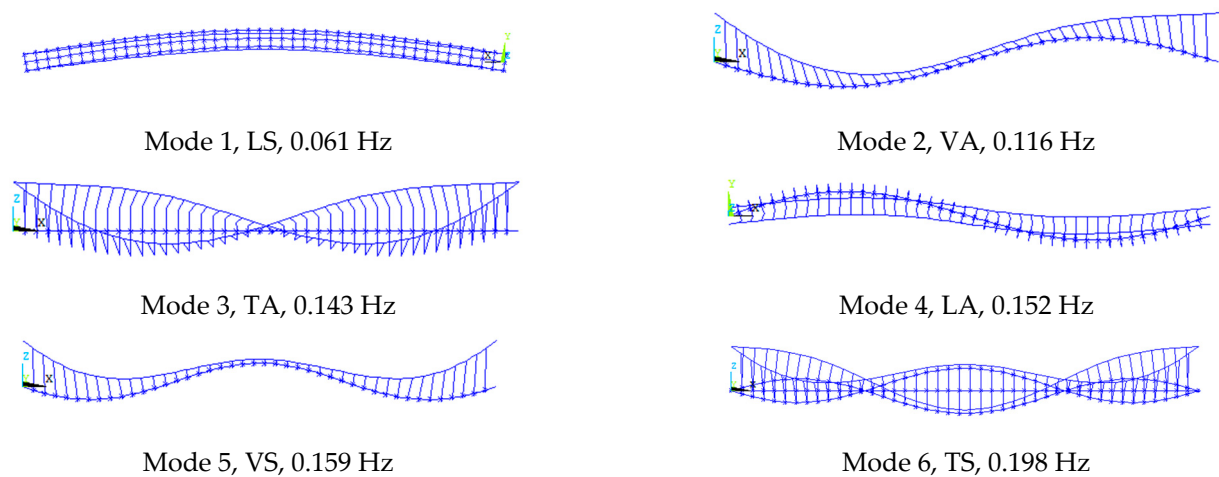 X Y Z
Z Y X
Mode 1, LS, 0.061 Hz
Mode 2, VA, 0.116 Hz
Z Y X
Y Z X
Mode 3, TA, 0.143 Hz
Mode 4, LA, 0.152 Hz
Z Y X
Z Y X
Mode 5, VS, 0.159 Hz
Mode 6, TS, 0.198 Hz